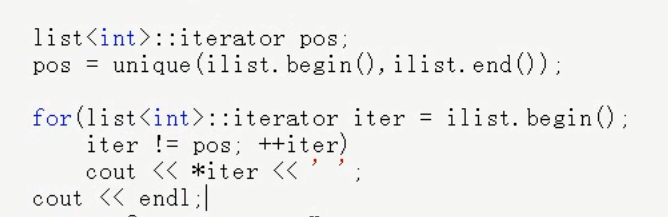 list<int>::iterator pos;
pos = unique(ilist.begin(),ilist.end());
for(list<int>::iterator iter = ilist.begin();
iter != pos; ++iter)
cout << *iter << ' ';
cout << endl;